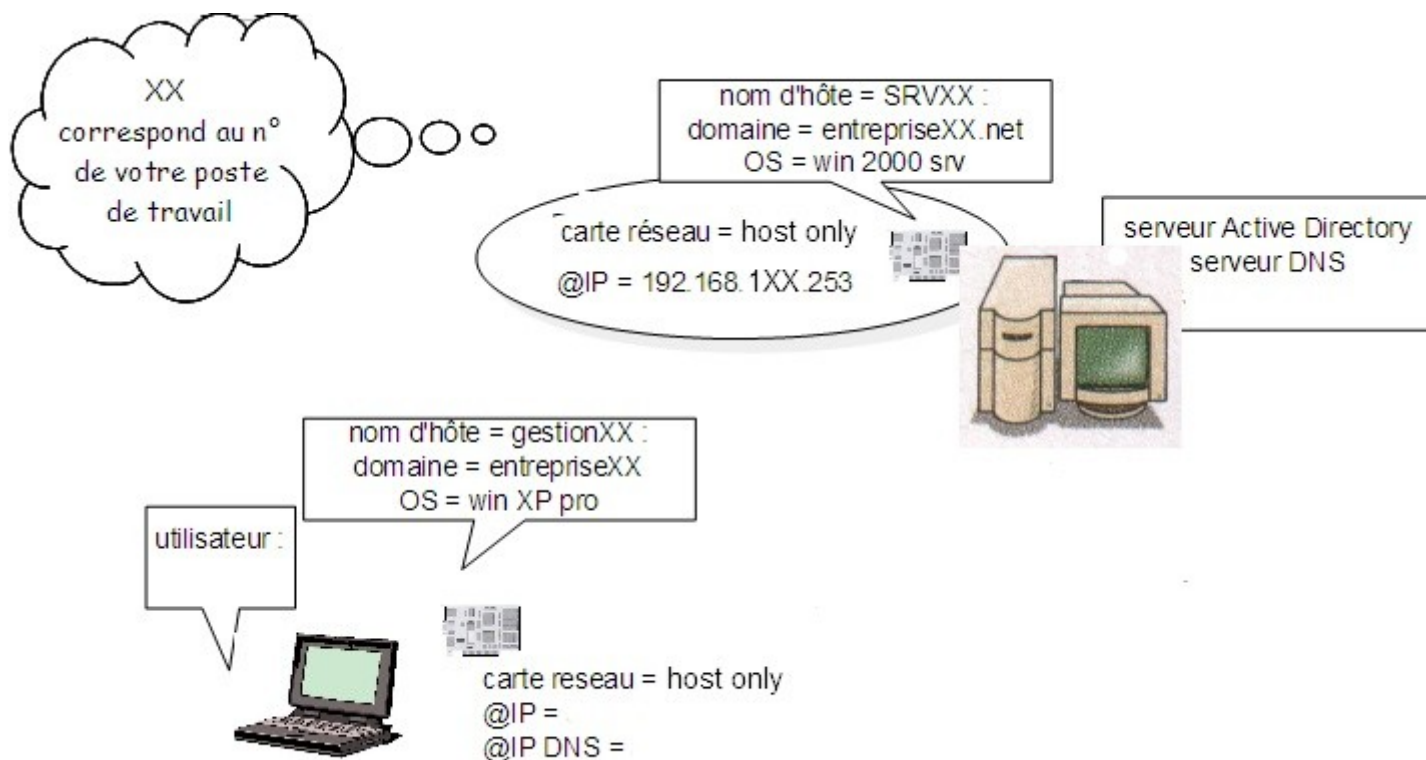 XX
correspond au n°
de votre poste
de travail
nom d'hôte = SRVXX :
domaine = entrepriseXX.net
OS = win 2000 srv
carte réseau = host only
@IP = 192.168.1XX.253
serveur Active Directory
serveur DNS
nom d'hôte = gestionXX :
domaine = entrepriseXX
OS = win XP pro
utilisateur :
carte reseau = host only
@IP =
@IP DNS =